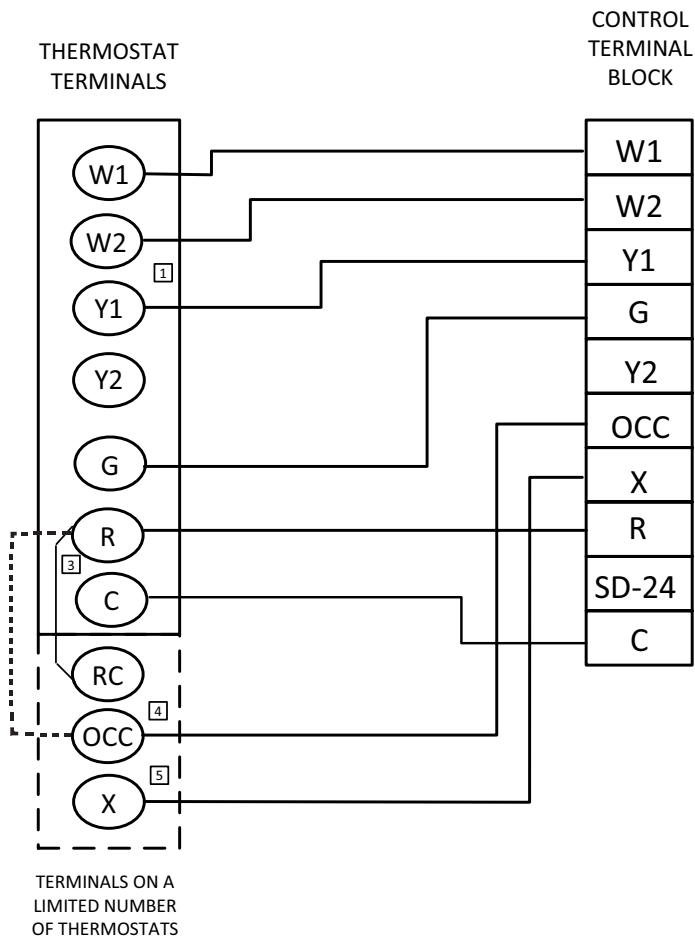 THERMOSTAT
TERMINALS
W1
W2
1
Y1
Y2
G
R
3
C
RC
4
OCC
5
X
TERMINALS ON A
LIMITED NUMBER
OF THERMOSTATS
CONTROL
TERMINAL
BLOCK
W1
W2
Y1
G
Y2
OCC
X
R
SD-24
C